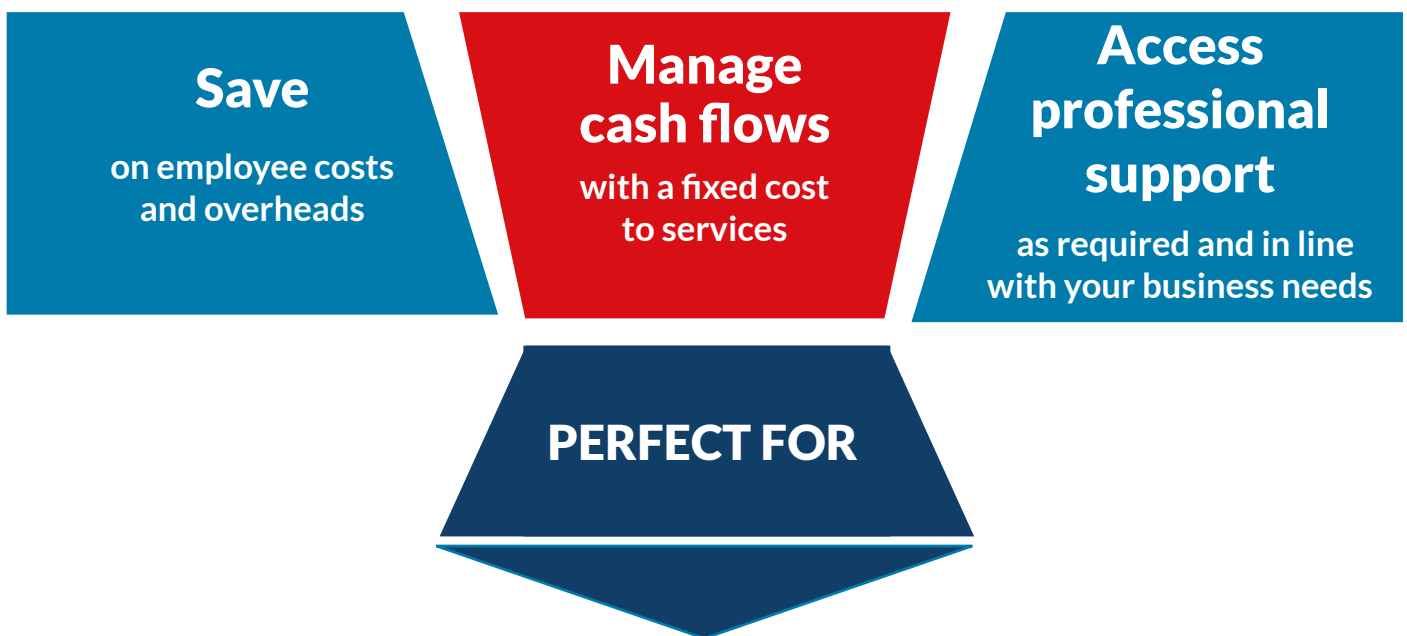 Save
on employee costs
and overheads
Manage
cash flows
with a fixed cost
to services
Access
professional
support
as required and in line
with your business needs
PERFECT FOR